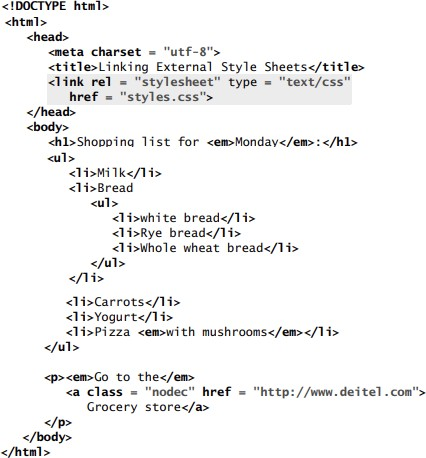 <!DOCTYPE html>
<html>
<head>
<meta charset = "utf-8">
<title>Linking External Style Sheets</title>
<link rel = "stylesheet" type = "text/css"
href = "styles.css">
</head>
<body>
<h1>Shopping list for <em>Monday</em>:</h1>
<ul>
<li>Milk</li>
<li>Bread
<ul>
<li>white bread</li>
<li>Rye bread</li>
<li>Whole wheat bread</li>
</ul>
</li>
<li>Carrots</li>
<li>Yogurt</li>
<li>Pizza <em>with mushrooms</em></li>
</ul>
<p><em>Go to the</em>
<a class = "nodec" href = "http://www.deitel.com">
Grocery store</a>
</p>
</body>
</html>